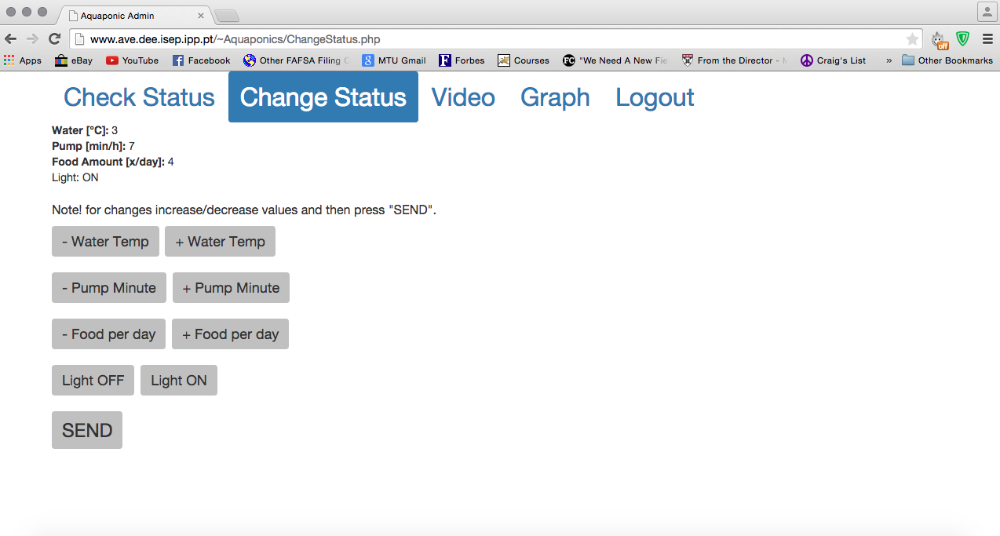 Aquaponic Admin
www.ave.dee.isep.ipp.pt/~Aquaponics/ChangeStatus.php
off
Apps eBay YouTube Facebook Other FAFSA Filing MTU Gmail Forbes Courses FC "We Need A New Fie From the Director - Craig's List » Other Bookmarks
Check Status Change Status Video Graph Logout
Water [°C]: 3
Pump [min/h]: 7
Food Amount [x/day]: 4
Light: ON
Note! for changes increase/decrease values and then press "SEND".
- Water Temp + Water Temp
- Pump Minute + Pump Minute
- Food per day + Food per day
Light OFF Light ON
SEND